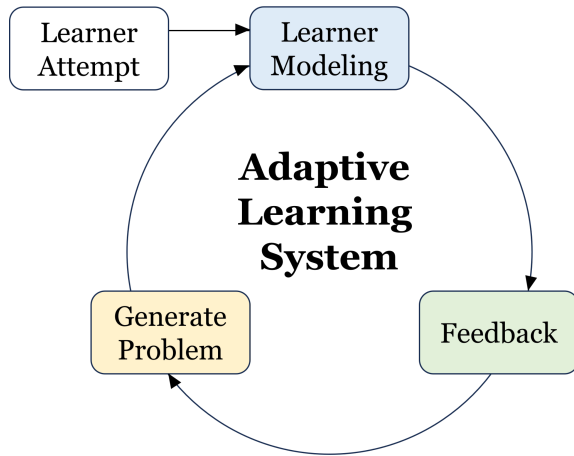 Learner
Attempt
Learner
Modeling
Adaptive
Learning
System
Generate
Problem
Feedback